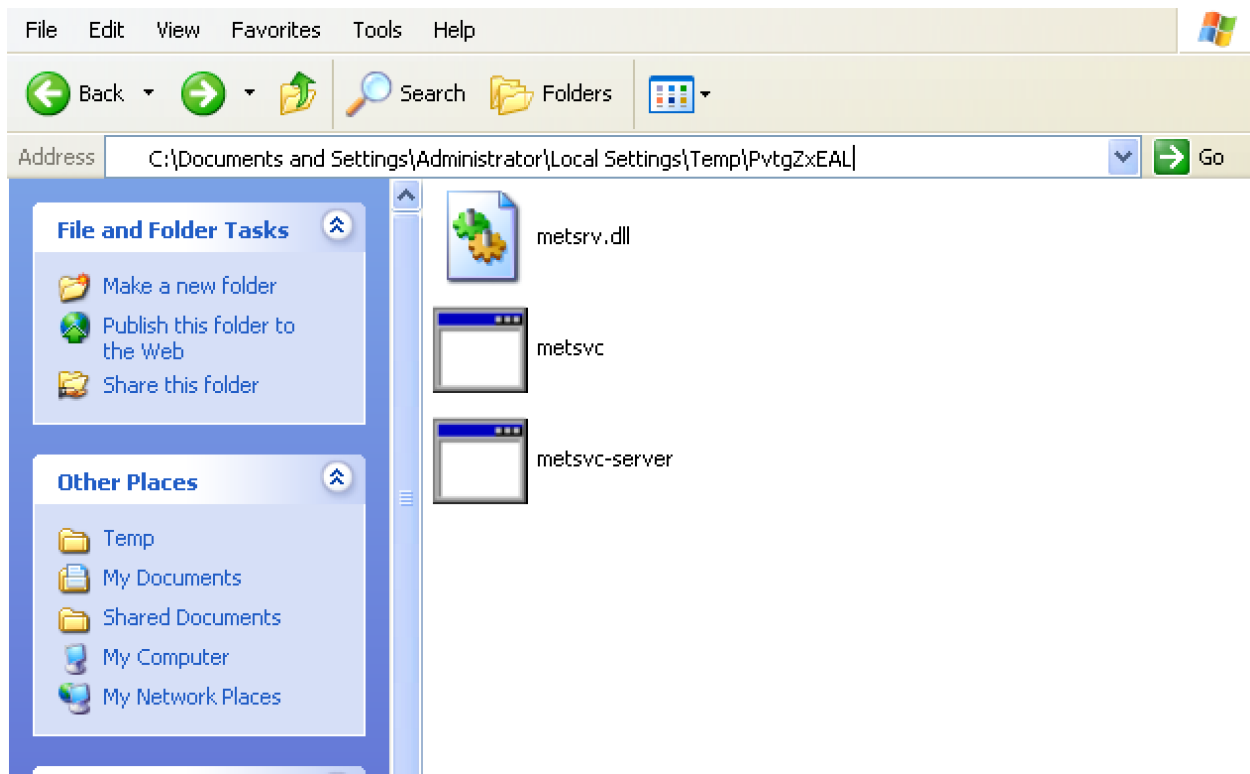 File Edit View Favorites Tools Help
Back Search Folders
Address C:\Documents and Settings\Administrator\Local Settings\Temp\PvtgZxEAL Go
File and Folder Tasks
Make a new folder
Publish this folder to
the Web
Share this folder
Other Places
Temp
My Documents
Shared Documents
My Computer
My Network Places
metsrv.dll
metsvc
metsvc-server